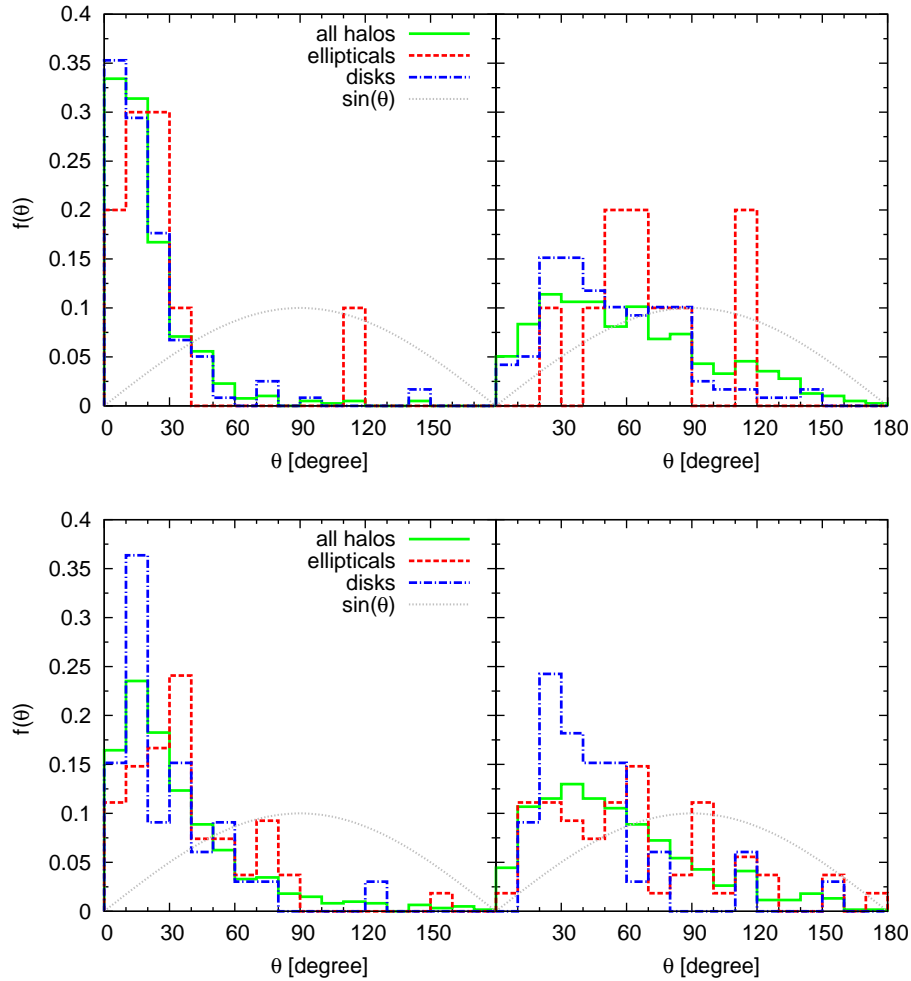 0.4
0.35
0.3
0.25
0.2
0.15
0.1
0.05
0
f(θ)
all halos
ellipticals
disks
sin(θ)
0 30 60 90 120 150 30 60 90 120 150 180
θ [degree] θ [degree]
0.4
0.35
0.3
0.25
0.2
0.15
0.1
0.05
0
f(θ)
all halos
ellipticals
disks
sin(θ)
0 30 60 90 120 150 30 60 90 120 150 180
θ [degree] θ [degree]